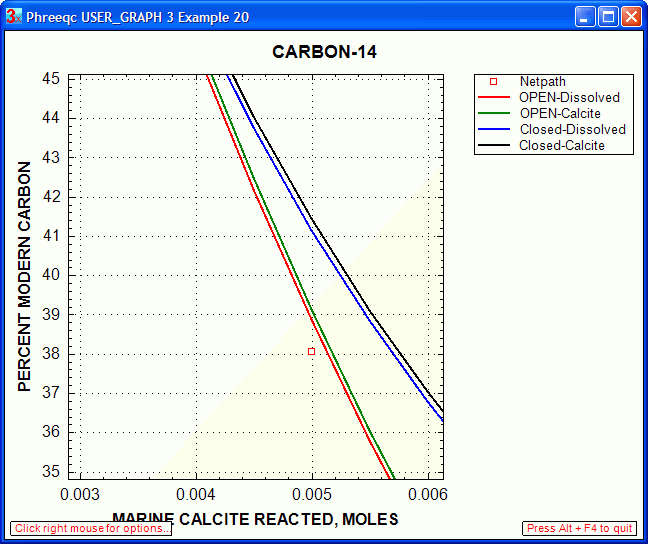 Phreeqc USER_GRAPH 3 Example 20
CARBON-14
Netpath
OPEN-Dissolved
OPEN-Calcite
Closed-Dissolved
Closed-Calcite
PERCENT MODERN CARBON
45
44
43
42
41
40
39
38
37
36
35
0.003 0.004 0.005 0.006
MARINE CALCITE REACTED, MOLES
Click right mouse for options...
Press Alt + F4 to quit